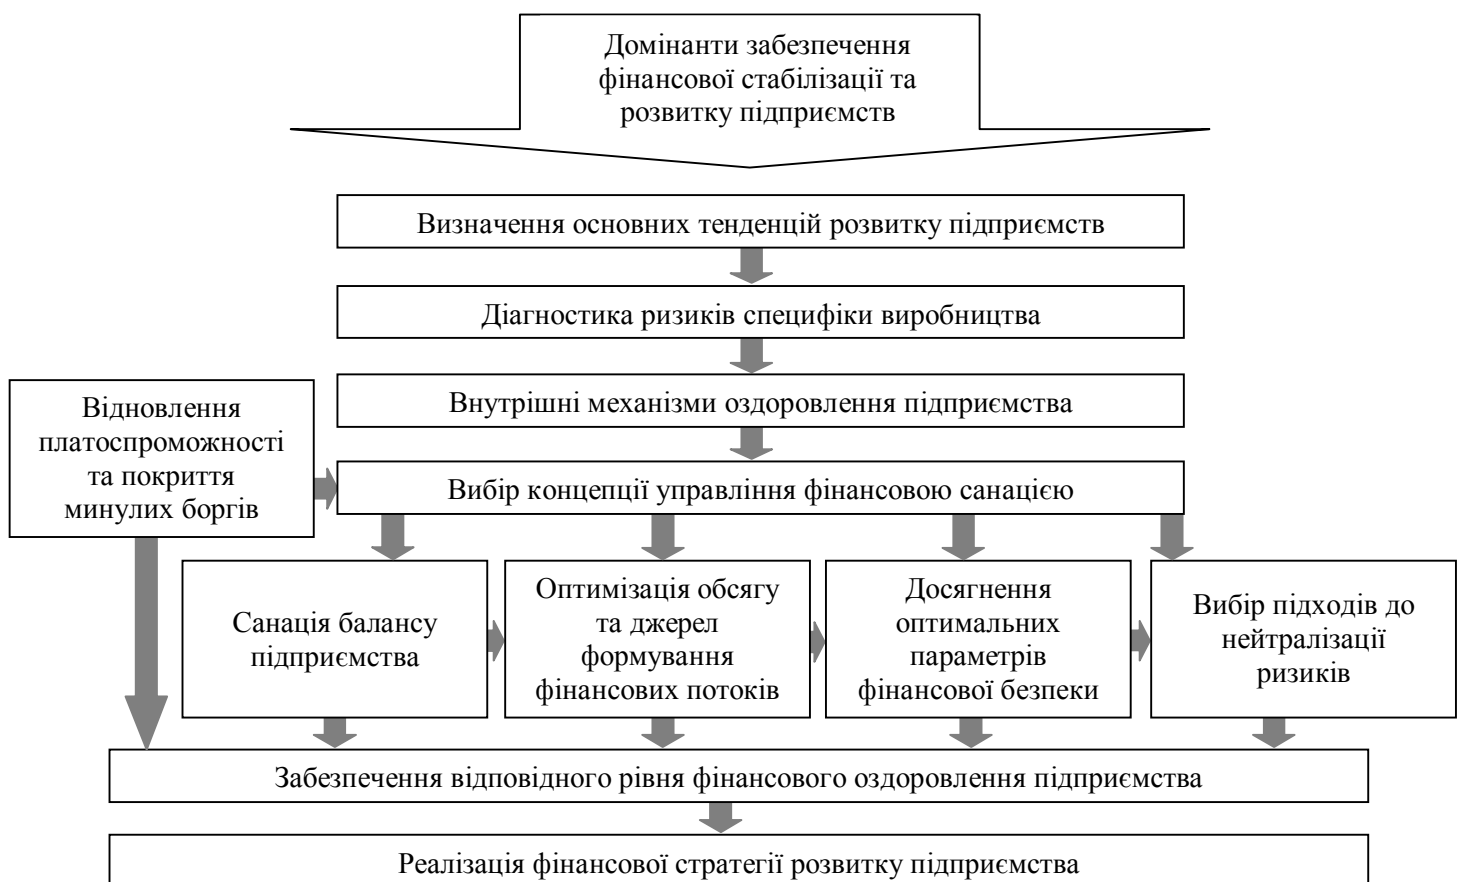 Домінанти забезпечення
фінансової стабілізації та
розвитку підприємств
Визначення основних тенденцій розвитку підприємств
Діагностика ризиків специфіки виробництва
Внутрішні механізми оздоровлення підприємства
Відновлення
платоспроможності
та покриття
минулих боргів
Вибір концепції управління фінансовою санацією
Санація балансу
підприємства
Оптимізація обсягу
та джерел
формування
фінансових потоків
Досягнення
оптимальних
параметрів
фінансової безпеки
Вибір підходів до
нейтралізації
ризиків
Забезпечення відповідного рівня фінансового оздоровлення підприємства
Реалізація фінансової стратегії розвитку підприємства